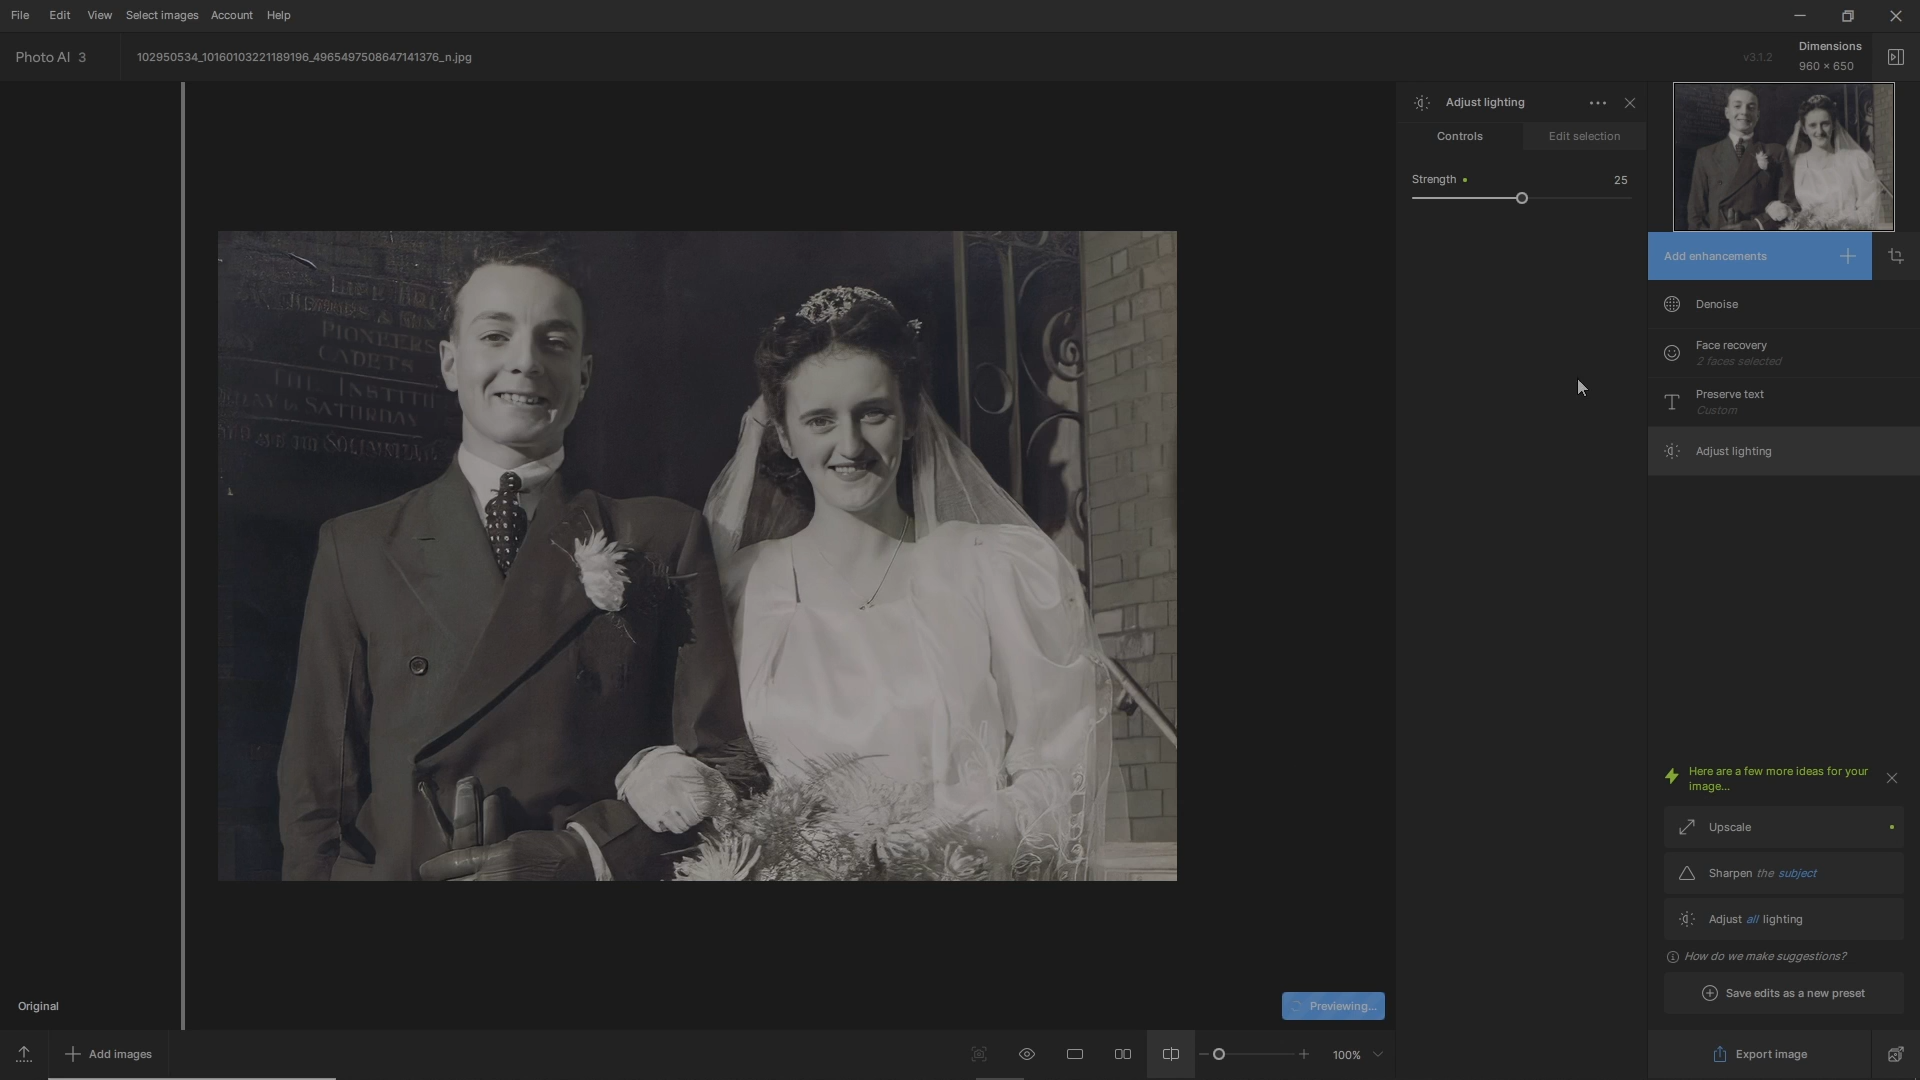 File Edit View Select images Account Help
Photo AI 3
102950534_10160103221189196_4965497508647141376_n.jpg
v3.1.2
Dimensions
960 × 650
Adjust lighting
Controls
Edit selection
Strength
25
Add enhancements
Denoise
Face recovery
2 faces selected
Preserve text
Custom
Adjust lighting
PIONEERS
CADETS
SATURDAY
Here are a few more ideas for your
image...
Upscale
Sharpen the subject
Adjust all lighting
How do we make suggestions?
Save edits as a new preset
Original
Previewing...
Add images
100%
Export image